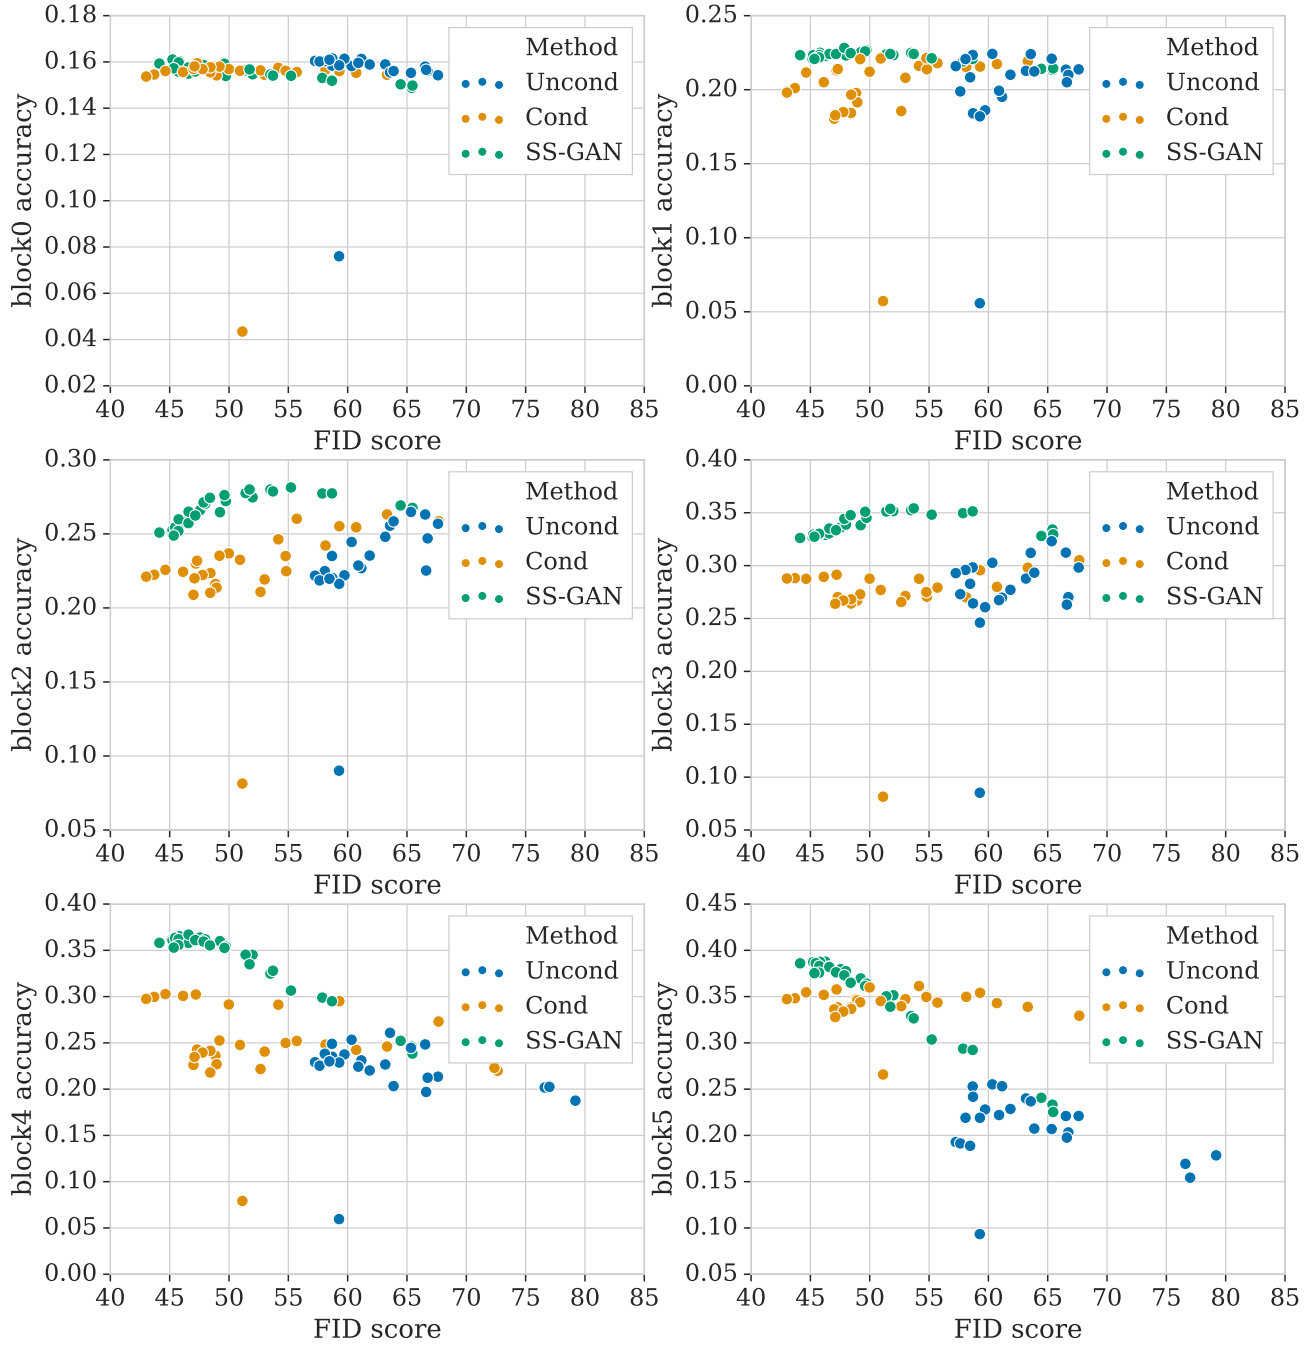 block0 accuracy
0.18
0.16
0.14
0.12
0.10
0.08
0.06
0.04
0.02
40 45 50 55 60 65 70 75 80 85
FID score
Method
Uncond
Cond
SS-GAN
block1 accuracy
0.25
0.20
0.15
0.10
0.05
0.00
40 45 50 55 60 65 70 75 80 85
FID score
Method
Uncond
Cond
SS-GAN
block2 accuracy
0.30
0.25
0.20
0.15
0.10
0.05
40 45 50 55 60 65 70 75 80 85
FID score
Method
Uncond
Cond
SS-GAN
block3 accuracy
0.40
0.35
0.30
0.25
0.20
0.15
0.10
0.05
40 45 50 55 60 65 70 75 80 85
FID score
Method
Uncond
Cond
SS-GAN
block4 accuracy
0.40
0.35
0.30
0.25
0.20
0.15
0.10
0.05
0.00
40 45 50 55 60 65 70 75 80 85
FID score
Method
Uncond
Cond
SS-GAN
block5 accuracy
0.45
0.40
0.35
0.30
0.25
0.20
0.15
0.10
0.05
40 45 50 55 60 65 70 75 80 85
FID score
Method
Uncond
Cond
SS-GAN